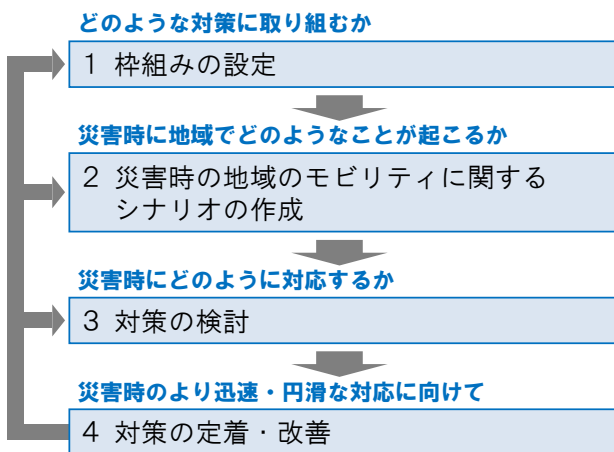 どのような対策に取り組むか
1 枠組みの設定
災害時に地域でどのようなことが起こるか
2 災害時の地域のモビリティに関する
シナリオの作成
災害時にどのように対応するか
3 対策の検討
災害時のより迅速・円滑な対応に向けて
4 対策の定着・改善